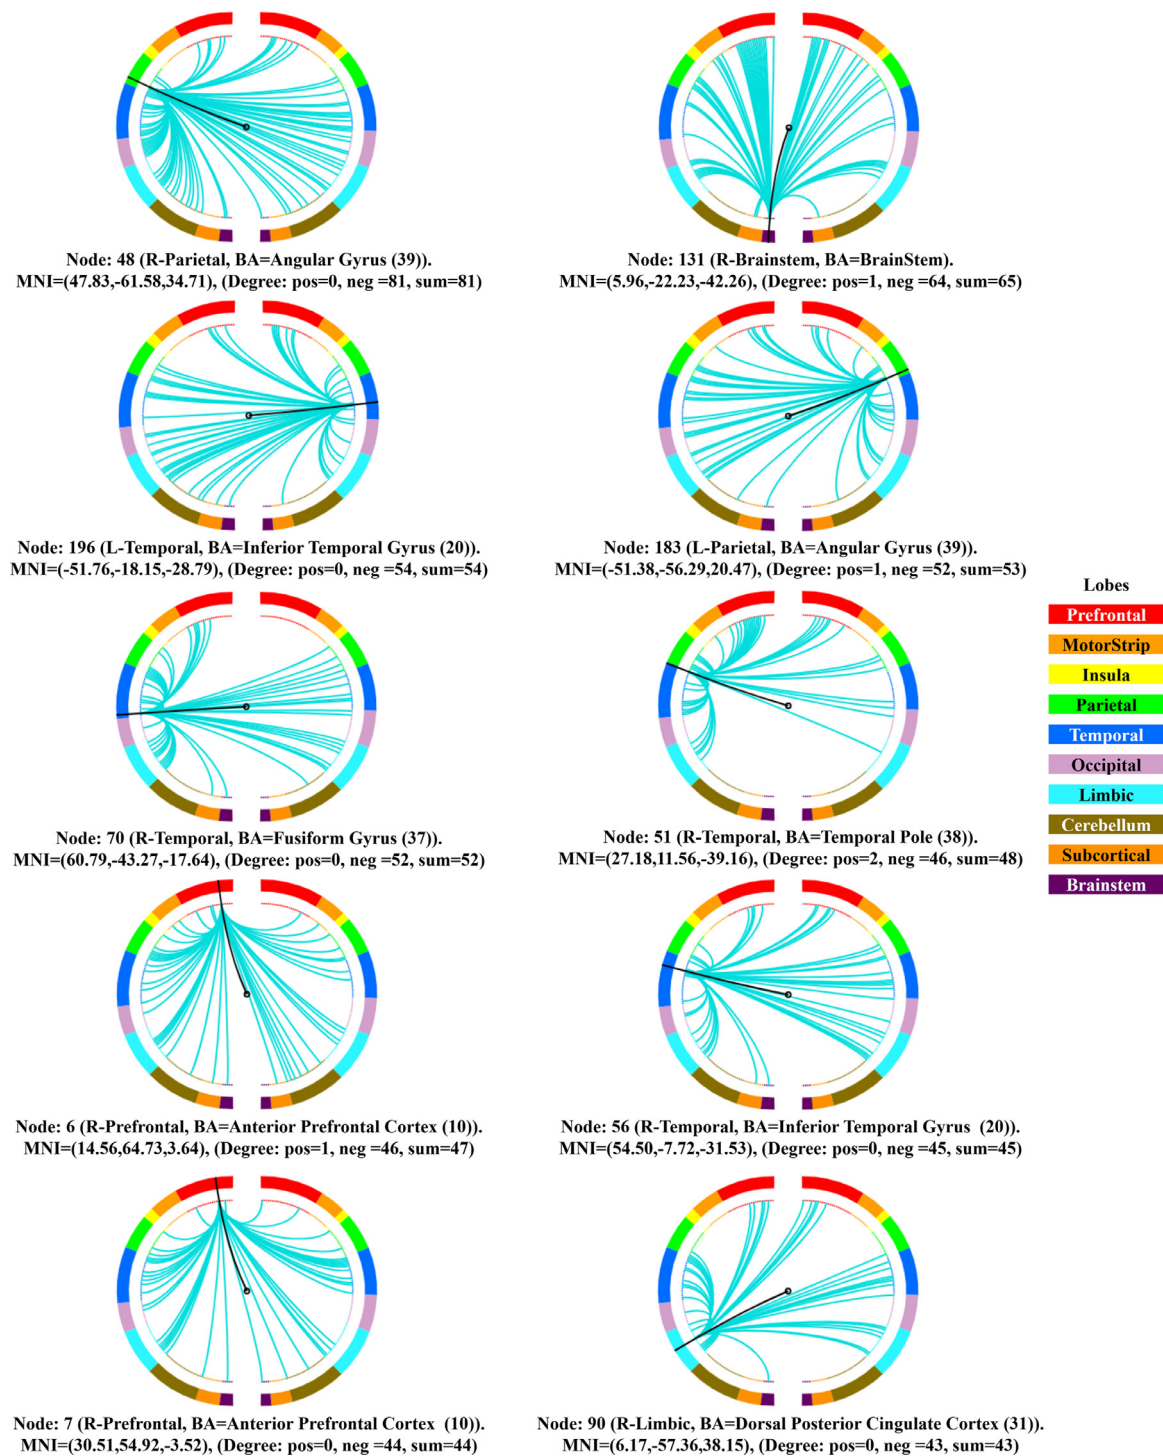 Node: 48 (R-Parietal, BA=Angular Gyrus (39)).
MNI=(47.83,-61.58,34.71), (Degree: pos=0, neg =81, sum=81)
Node: 131 (R-Brainstem, BA=BrainStem).
MNI=(5.96,-22.23,-42.26), (Degree: pos=1, neg =64, sum=65)
Node: 196 (L-Temporal, BA=Inferior Temporal Gyrus (20)).
MNI=(-51.76,-18.15,-28.79), (Degree: pos=0, neg =54, sum=54)
Node: 183 (L-Parietal, BA=Angular Gyrus (39)).
MNI=(-51.38,-56.29,20.47), (Degree: pos=1, neg =52, sum=53)
Node: 70 (R-Temporal, BA=Fusiform Gyrus (37)).
MNI=(60.79,-43.27,-17.64), (Degree: pos=0, neg =52, sum=52)
Node: 51 (R-Temporal, BA=Temporal Pole (38)).
MNI=(27.18,11.56,-39.16), (Degree: pos=2, neg =46, sum=48)
Node: 6 (R-Prefrontal, BA=Anterior Prefrontal Cortex (10)).
MNI=(14.56,64.73,3.64), (Degree: pos=1, neg =46, sum=47)
Node: 56 (R-Temporal, BA=Inferior Temporal Gyrus (20)).
MNI=(54.50,-7.72,-31.53), (Degree: pos=0, neg =45, sum=45)
Node: 7 (R-Prefrontal, BA=Anterior Prefrontal Cortex (10)).
MNI=(30.51,54.92,-3.52), (Degree: pos=0, neg =44, sum=44)
Node: 90 (R-Limbic, BA=Dorsal Posterior Cingulate Cortex (31)).
MNI=(6.17,-57.36,38.15), (Degree: pos=0, neg =43, sum=43)
Lobes
Prefrontal
MotorStrip
Insula
Parietal
Temporal
Occipital
Limbic
Cerebellum
Subcortical
Brainstem